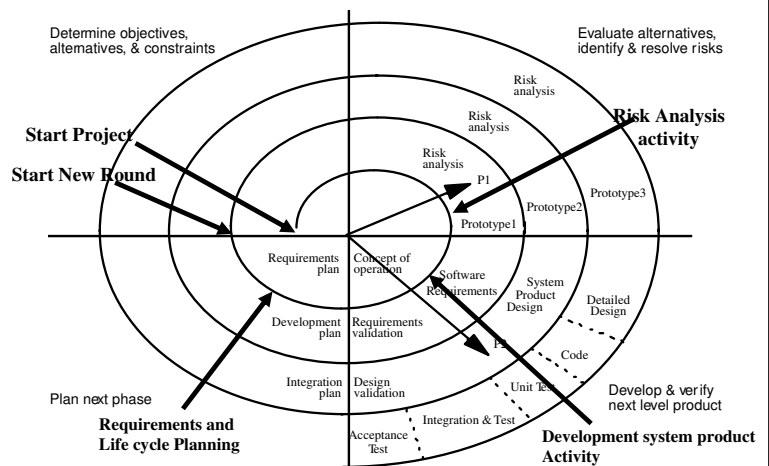 Determine objectives,
alternatives, & constraints
Evaluate alternatives,
identify & resolve risks
Risk
analysis
Risk
analysis
Risk Analysis
activity
Start Project
Start New Round
Risk
analysis
P1
Prototype1
Prototype2
Prototype3
Requirements
plan
Concept of
operation
Software
Requirements
System
Product
Design
Detailed
Design
Development
plan
Requirements
validation
P2
Code
Integration
plan
Design
validation
Unit Test
Plan next phase
Develop & verify
next level product
Requirements and
Life cycle Planning
Integration & Test
Acceptance
Test
Development system product
Activity